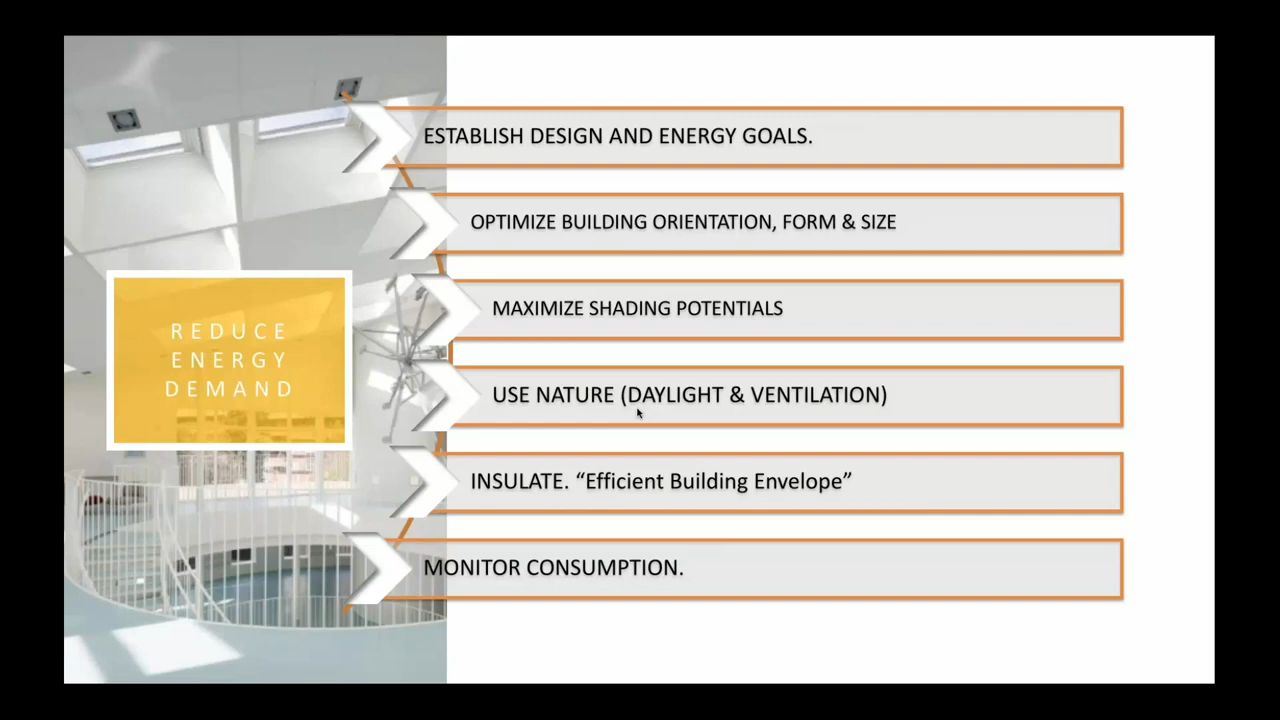 REDUCE
ENERGY
DEMAND
ESTABLISH DESIGN AND ENERGY GOALS.
OPTIMIZE BUILDING ORIENTATION, FORM & SIZE
MAXIMIZE SHADING POTENTIALS
USE NATURE (DAYLIGHT & VENTILATION)
INSULATE. “Efficient Building Envelope”
MONITOR CONSUMPTION.